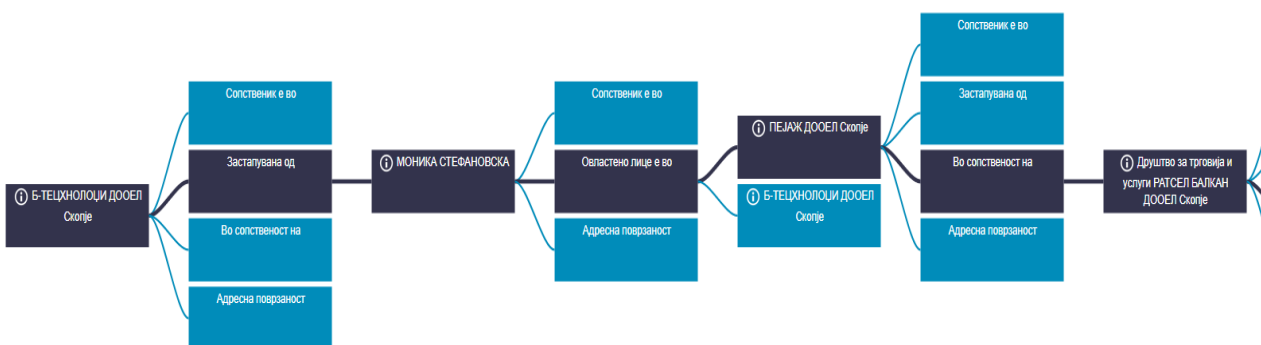 Б-ТЕЦХНОЛОЏИ ДООЕЛ
Скопје
Сопственик е во
Застапувана од
Во сопственост на
Адресна поврзаност
МОНИКА СТЕФАНОВСКА
Сопственик е во
Овластено лице е во
Адресна поврзаност
ПЕЈАЖ ДООЕЛ Скопје
Б-ТЕЦХНОЛОЏИ ДООЕЛ
Скопје
Сопственик е во
Застапувана од
Во сопственост на
Адресна поврзаност
Друштво за трговија и
услуги РАТСЕЛ БАЛКАН
ДООЕЛ Скопје